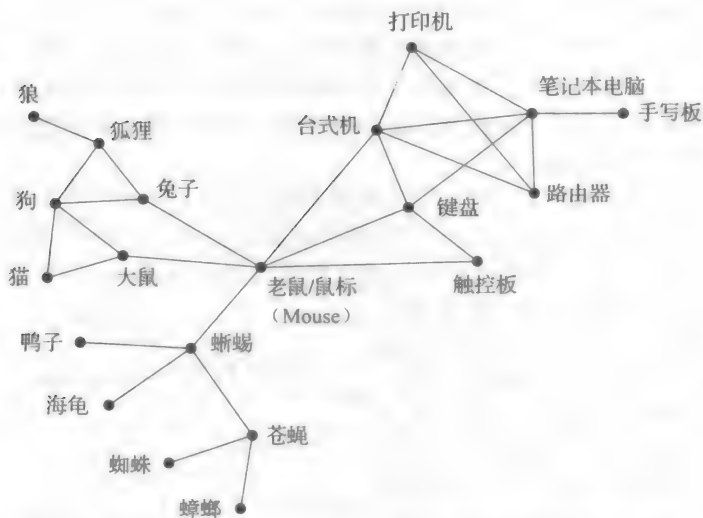 打印机
笔记本电脑
狼
手写板
台式机
狐狸
兔子
狗
路由器
键盘
猫
大鼠
老鼠/鼠标
（Mouse）
触控板
鸭子
蜥蜴
海龟
苍蝇
蜘蛛
蟑螂